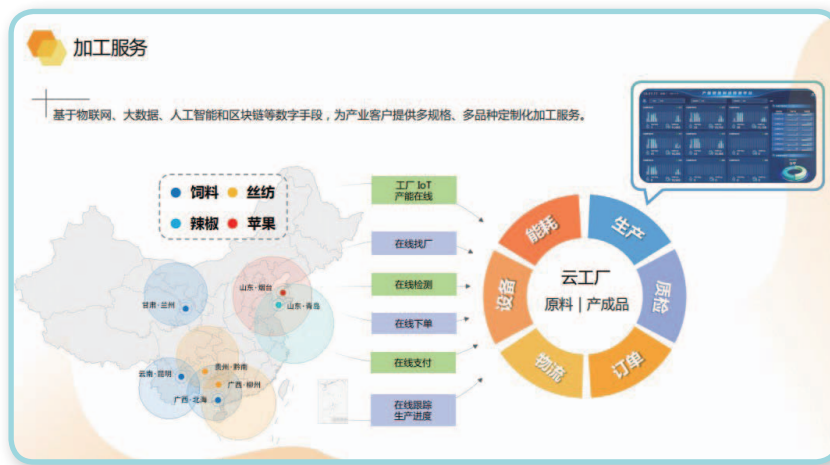 加工服务
基于物联网、大数据、人工智能和区块链等数字手段，为产业客户提供多规格、多品种定制化加工服务。
饲料 丝纺
辣椒 苹果
甘肃·兰州
山东·烟台
山东·青岛
云南·昆明
贵州·黔南
广西·柳州
广西·北海
工厂 IoT
产能在线
在线找厂
在线检测
在线下单
在线支付
在线跟踪
生产进度
能耗
生产
设备
质检
物流
订单
云工厂
原料 | 产成品